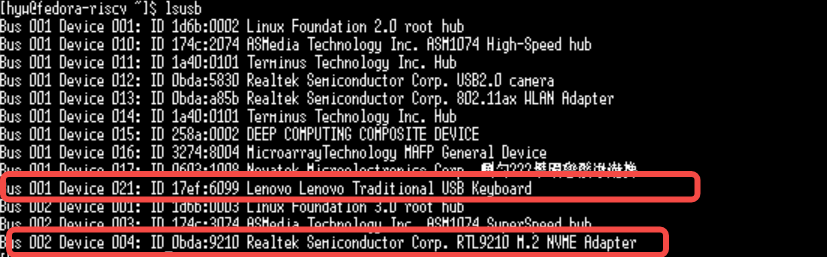 [hyw@fedora-riscv ~]$ lsusb
Bus 001 Device 001: ID 1d6b:0002 Linux Foundation 2.0 root hub
Bus 001 Device 010: ID 174c:2074 ASMedia Technology Inc. ASM1074 High-Speed hub
Bus 001 Device 011: ID 1a40:0101 Terminus Technology Inc. Hub
Bus 001 Device 012: ID 0bda:5830 Realtek Semiconductor Corp. USB2.0 camera
Bus 001 Device 013: ID 0bda:a85b Realtek Semiconductor Corp. 802.11ax WLAN Adapter
Bus 001 Device 014: ID 1a40:0101 Terminus Technology Inc. Hub
Bus 001 Device 015: ID 258a:0002 DEEP COMPUTING COMPOSITE DEVICE
Bus 001 Device 016: ID 3274:8004 MicroarrayTechnology MAFP General Device
Bus 001 Device 017: ID 0603:1008 Novatek Microelectronics Corp.
us 001 Device 021: ID 17ef:6099 Lenovo Lenovo Traditional USB Keyboard
Bus 002 Device 001: ID 1d6b:0003 Linux Foundation 3.0 root hub
Bus 002 Device 003: ID 174c:3074 ASMedia Technology Inc. ASM1074 SuperSpeed hub
Bus 002 Device 004: ID 0bda:9210 Realtek Semiconductor Corp. RTL9210 M.2 NVME Adapter